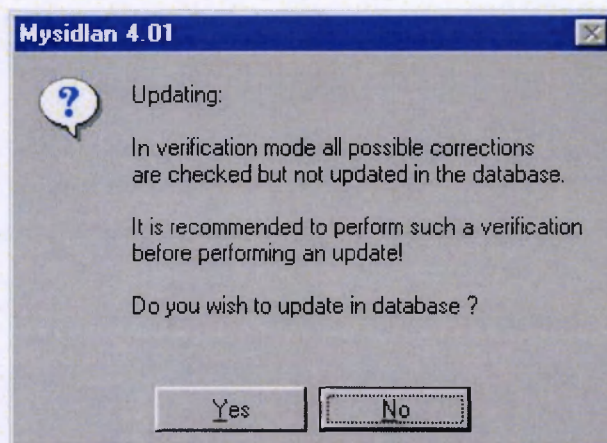 Mysidlan 4.01
Updating:
In verification mode all possible corrections
are checked but not updated in the database.
It is recommended to perform such a verification
before performing an update!
Do you wish to update in database ?
Yes
No